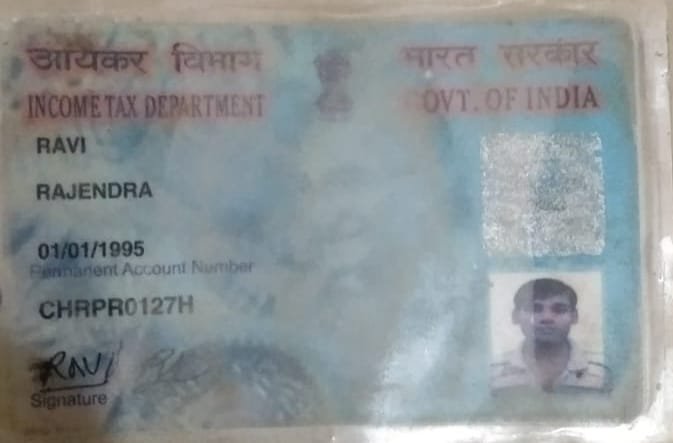 आयकर विभाग भारत सरकार
INCOME TAX DEPARTMENT GOVT. OF INDIA
RAVI
RAJENDRA
01/01/1995
Permanent Account Number
CHRPR0127H
RAVI
Signature